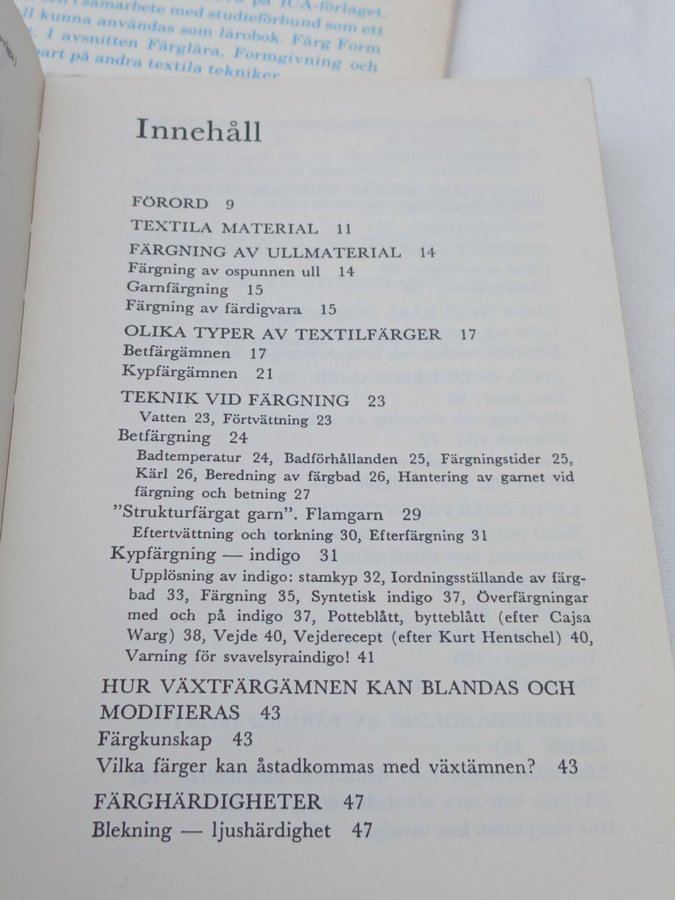 på ICA-förlaget.
och i samarbete med studieförbund som ett
kunna användas som lärobok. Färg Form
I avsnitten Färglära, Formgivning och
på andra textila tekniker
Innehåll
FÖRORD 9
TEXTILA MATERIAL 11
FÄRGNING AV ULLMATERIAL 14
Färgning av ospunnen ull 14
Garnfärgning 15
Färgning av färdigvara 15
OLIKA TYPER AV TEXTILFÄRGER 17
Betfärgämnen 17
Kypfärgämnen 21
TEKNIK VID FÄRGNING 23
Vatten 23, Förtvättning 23
Betfärgning 24
Badtemperatur 24, Badförhållanden 25, Färgningstider 25,
Kärl 26, Beredning av färgbad 26, Hantering av garnet vid
färgning och betning 27
”Strukturfärgat garn”. Flamgarn 29
Eftertvättning och torkning 30, Efterfärgning 31
Kypfärgning — indigo 31
Upplösning av indigo: stamkyp 32, Iordningsställande av färg-
bad 33, Färgning 35, Syntetisk indigo 37, Överfärgningar
med och på indigo 37, Potteblått, bytteblått (efter Cajsa
Warg) 38, Vejde 40, Vejderecept (efter Kurt Hentschel) 40,
Varning för svavelsyraindigo! 41
HUR VÄXTFÄRGÄMNEN KAN BLANDAS OCH
MODIFIERAS 43
Färgkunskap 43
Vilka färger kan åstadkommas med växtämnen? 43
FÄRGHÄRDIGHETER 47
Blekning — ljushärdighet 47